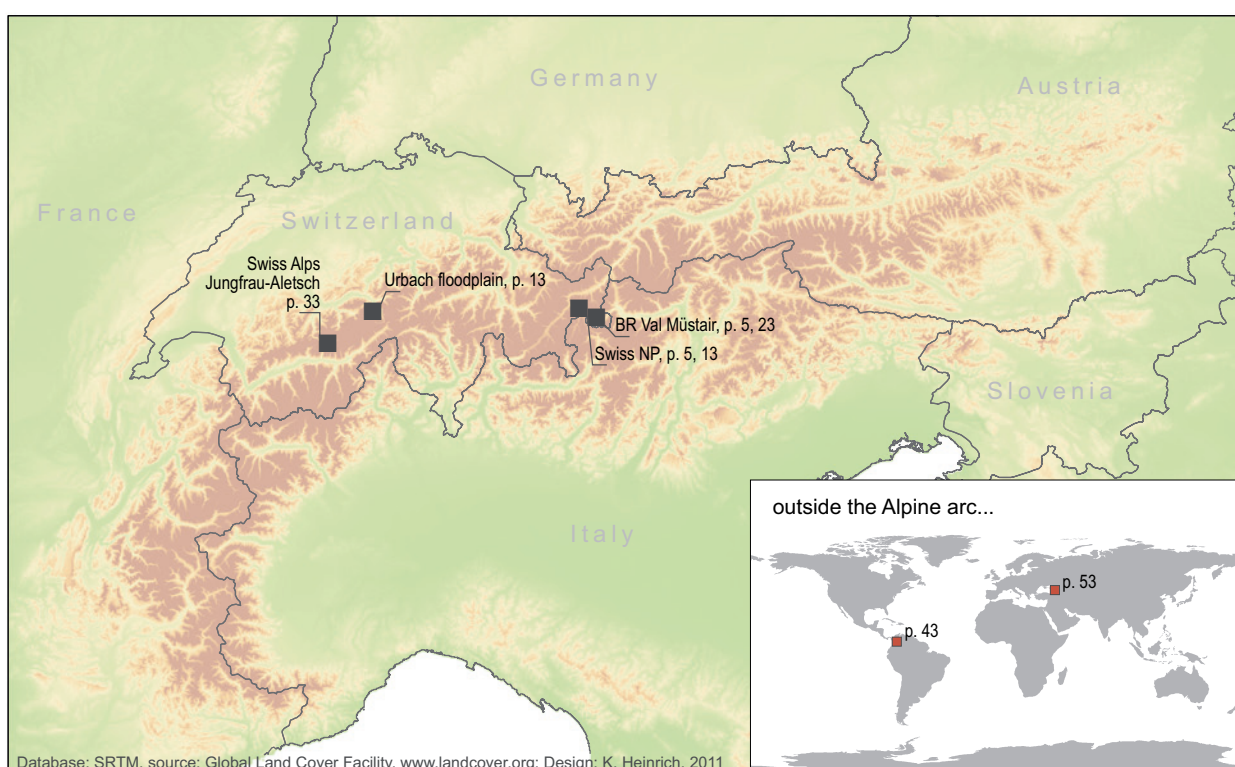 Germany
Austria
France
Switzerland
Swiss Alps
Jungfrau-Aletsch
p. 33
Urbach floodplain, p. 13
BR Val Müstair, p. 5, 23
Swiss NP, p. 5, 13
Slovenia
Italy
outside the Alpine arc...
p. 53
p. 43
Database: SRTM, source: Global Land Cover Facility, www.landcover.org; Design: K. Heinrich, 2011